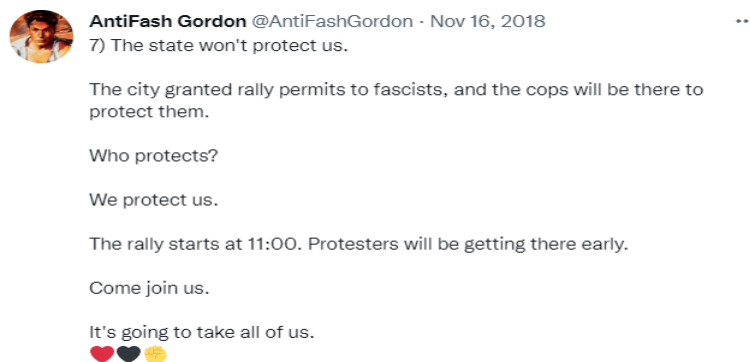 AntiFash Gordon @AntiFashGordon · Nov 16, 2018
7) The state won't protect us.
The city granted rally permits to fascists, and the cops will be there to
protect them.
Who protects?
We protect us.
The rally starts at 11:00. Protesters will be getting there early.
Come join us.
It's going to take all of us.
❤️🖤✊